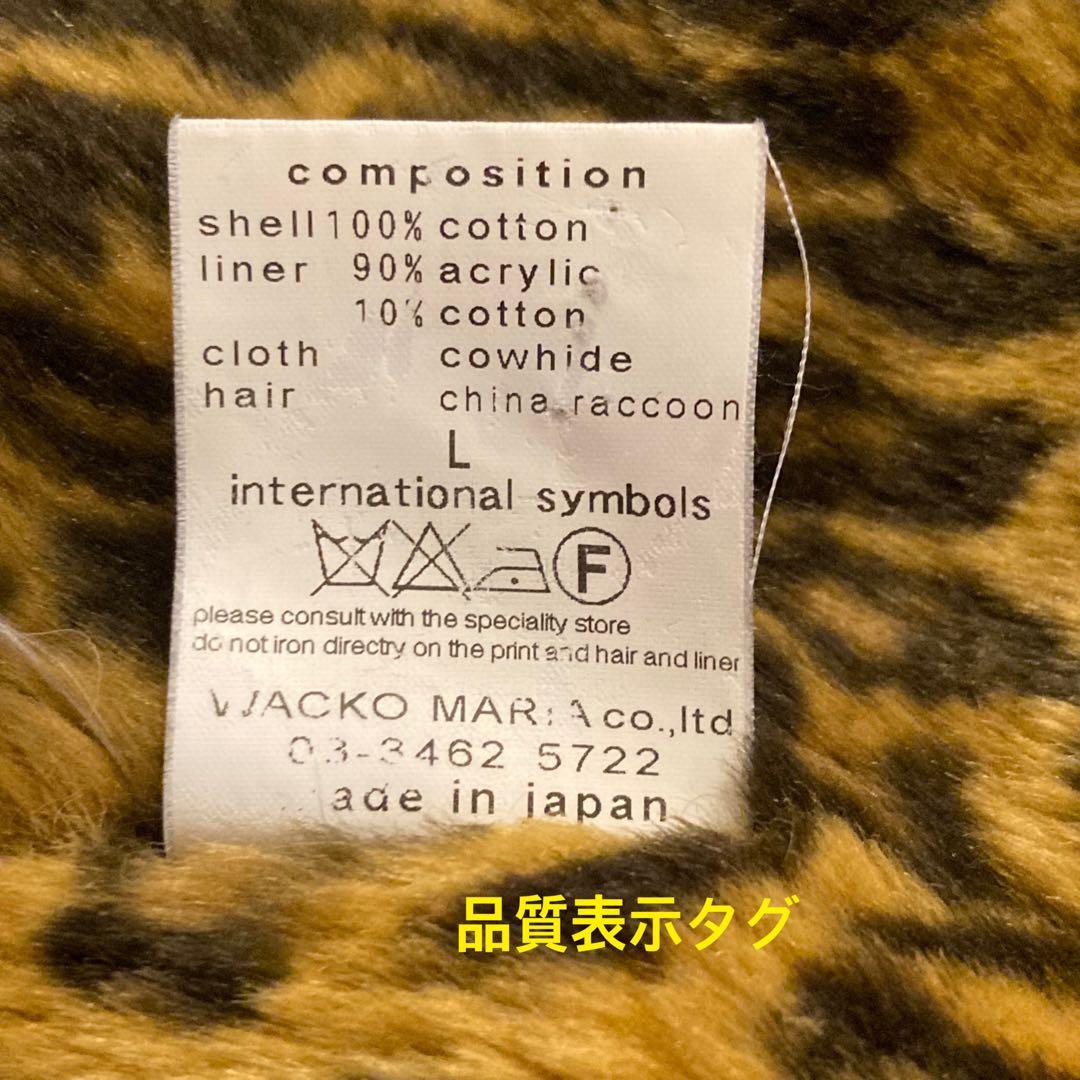 composition
shell 100% cotton
liner 90% acrylic
10% cotton
cloth cowhide
hair china raccoon
L
international symbols
F
please consult with the speciality store
do not iron directry on the print and hair and liner
WACKO MARIA co.,ltd
03-3462 5722
made in japan
品質表示タグ